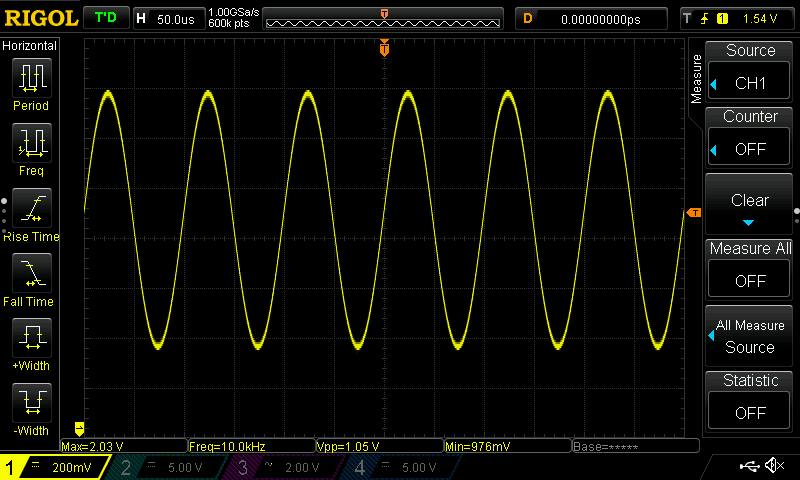 RIGOL T'D H 50.0us 1.00GSa/s 600k pts T D 0.00000000ps T 1 1.54 V
Horizontal
Period
Freq
Rise Time
Fall Time
+Width
-Width
T
T
Measure
Source
CH1
Counter
OFF
Clear
Measure All
OFF
All Measure
Source
Statistic
OFF
Max=2.03 V Freq=10.0kHz Vpp=1.05 V Min=976mV Base=*****
1 200mV 2 5.00 V 3 2.00 V 4 5.00 V